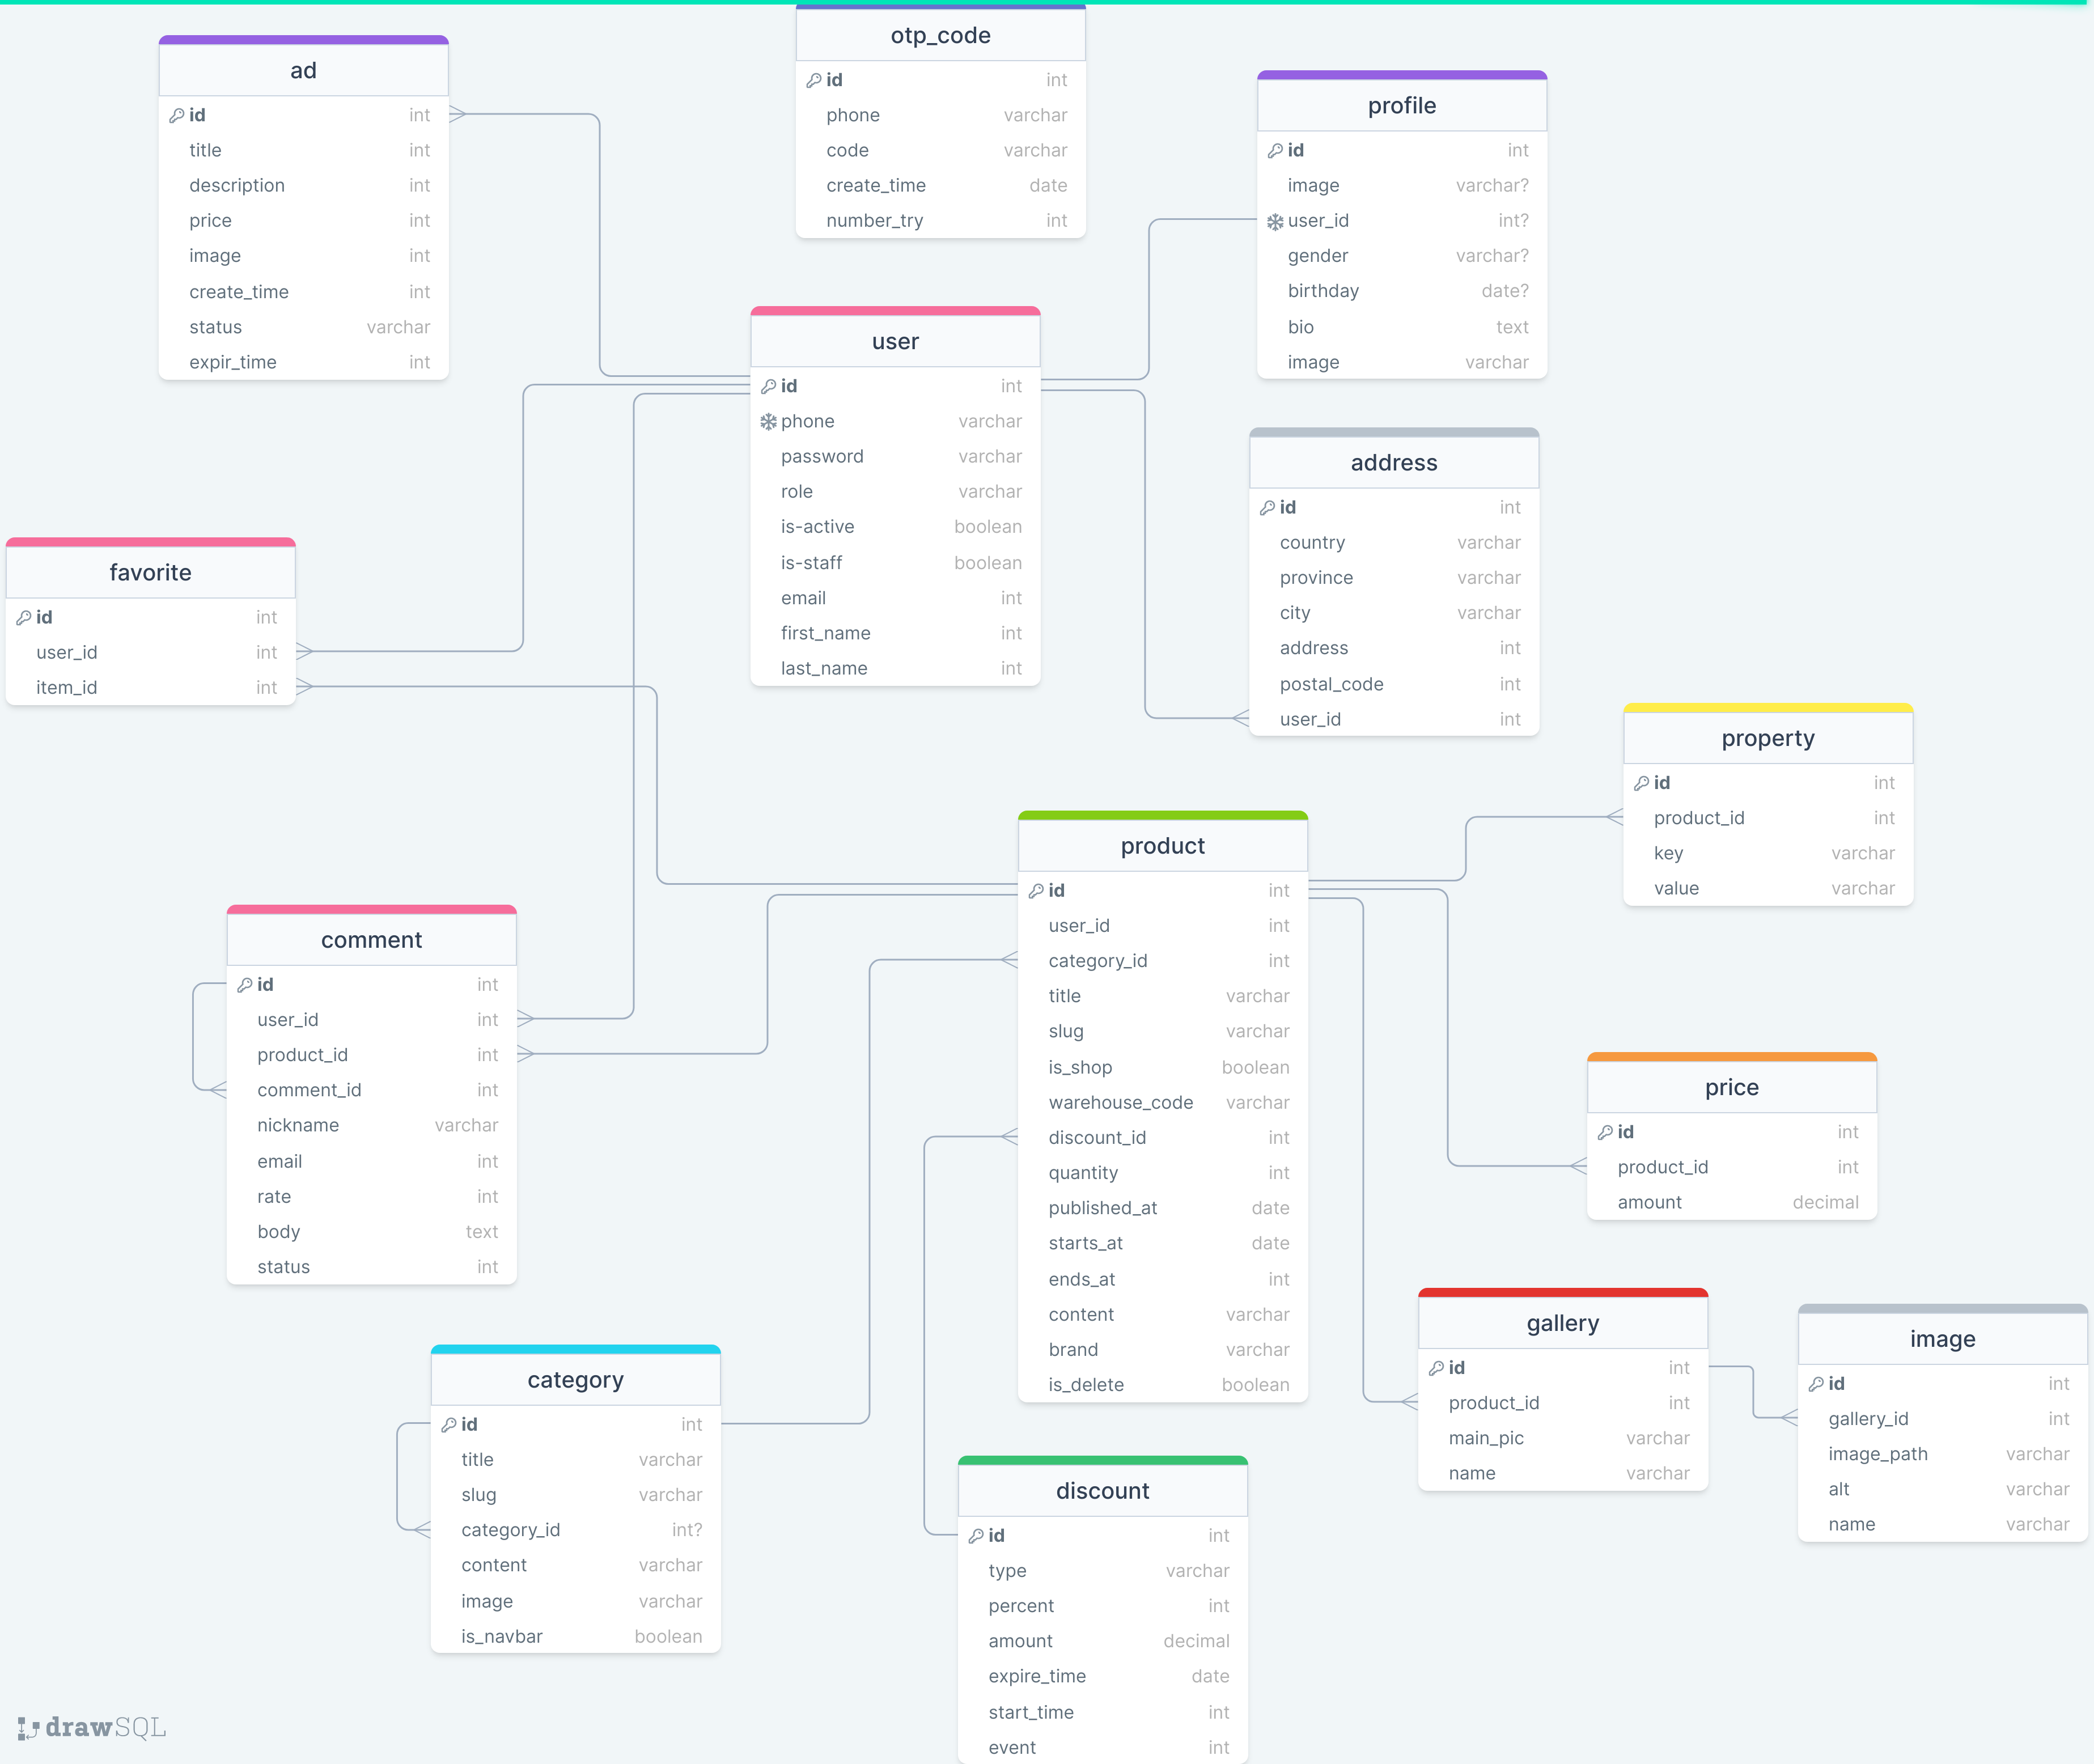 ad
id int
title int
description int
price int
image int
create_time int
status varchar
expir_time int
otp_code
id int
phone varchar
code varchar
create_time date
number_try int
profile
id int
image varchar?
user_id int?
gender varchar?
birthday date?
bio text
image varchar
user
id int
phone varchar
password varchar
role varchar
is-active boolean
is-staff boolean
email int
first_name int
last_name int
address
id int
country varchar
province varchar
city varchar
address int
postal_code int
user_id int
favorite
id int
user_id int
item_id int
property
id int
product_id int
key varchar
value varchar
product
id int
user_id int
category_id int
title varchar
slug varchar
is_shop boolean
warehouse_code varchar
discount_id int
quantity int
published_at date
starts_at date
ends_at int
content varchar
brand varchar
is_delete boolean
comment
id int
user_id int
product_id int
comment_id int
nickname varchar
email int
rate int
body text
status int
price
id int
product_id int
amount decimal
gallery
id int
product_id int
main_pic varchar
name varchar
image
id int
gallery_id int
image_path varchar
alt varchar
name varchar
category
id int
title varchar
slug varchar
category_id int?
content varchar
image varchar
is_navbar boolean
discount
id int
type varchar
percent int
amount decimal
expire_time date
start_time int
event int
drawSQL